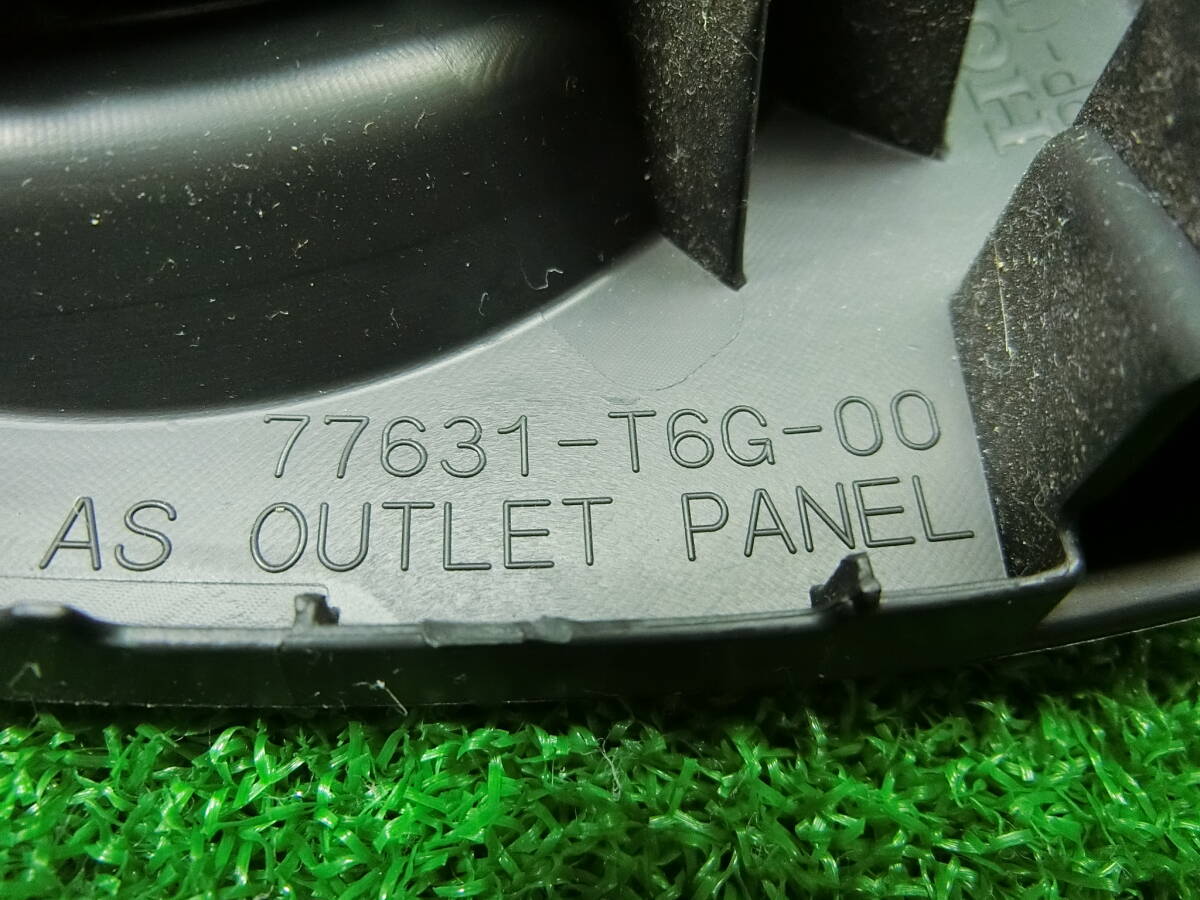 77631-T6G-00
AS OUTLET PANEL